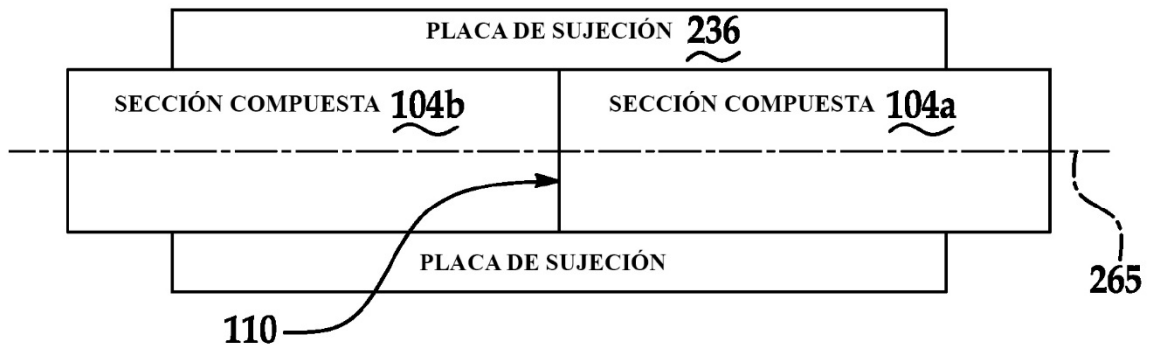 PLACA DE SUJECIÓN 236
SECCIÓN COMPUESTA 104b SECCIÓN COMPUESTA 104a
PLACA DE SUJECIÓN
265
110